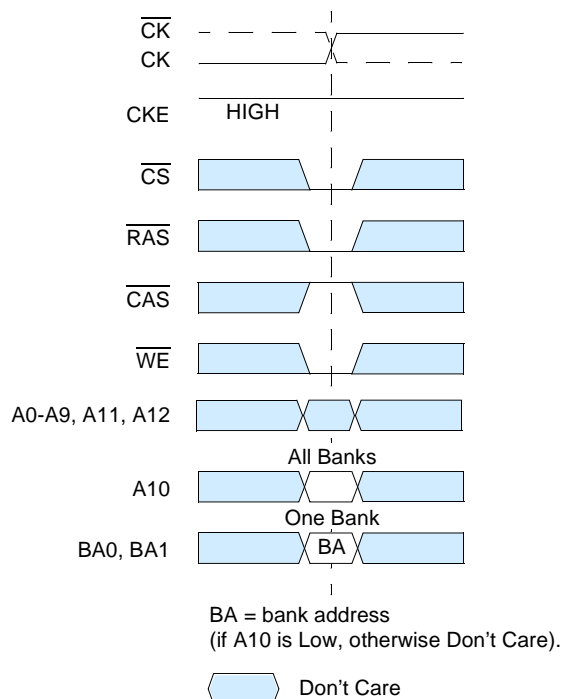 CK
CK
CKE HIGH
CS
RAS
CAS
WE
A0-A9, A11, A12
All Banks
A10
One Bank
BA0, BA1 BA
BA = bank address
(if A10 is Low, otherwise Don't Care).
Don't Care